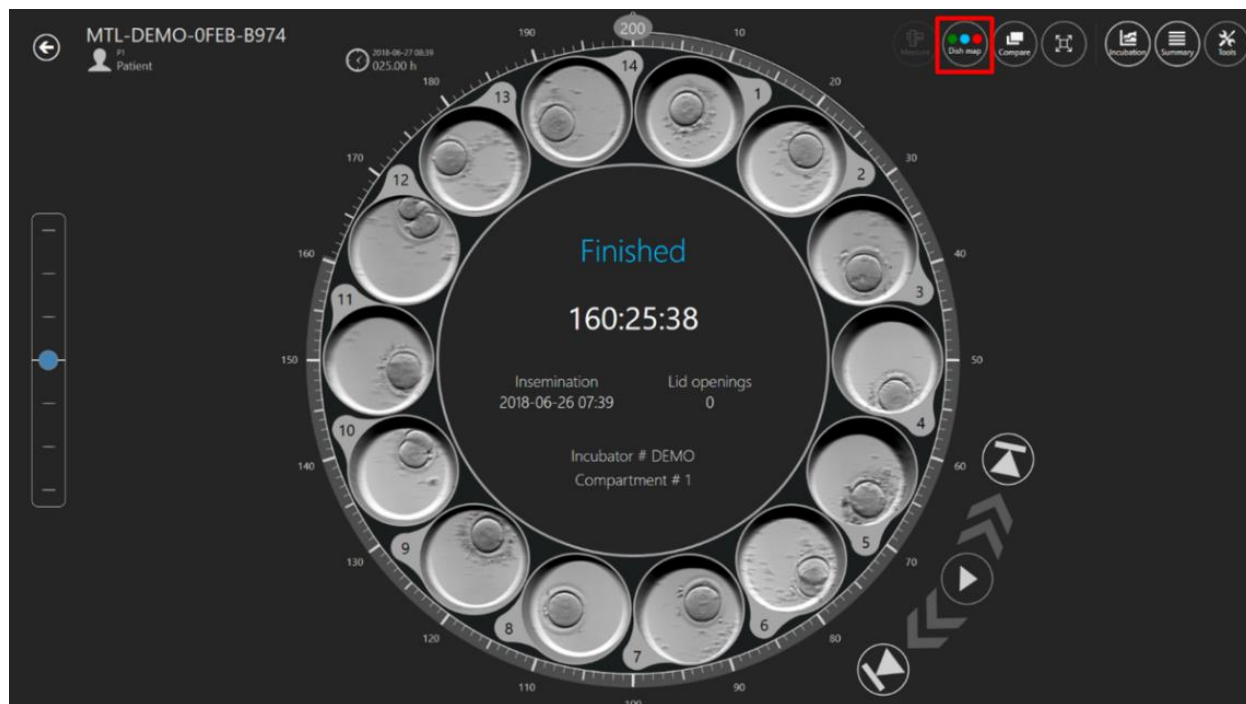 MTL-DEMO-0FEB-B974
P1
Patient
2018-06-27 08:39
025.00 h
Measure
Dish map
Compare
Incubation
Summary
Tools
200
10
20
30
40
50
60
70
80
90
100
110
120
130
140
150
160
170
180
190
1
2
3
4
5
6
7
8
9
10
11
12
13
14
Finished
160:25:38
Insemination
2018-06-26 07:39
Lid openings
0
Incubator # DEMO
Compartment # 1